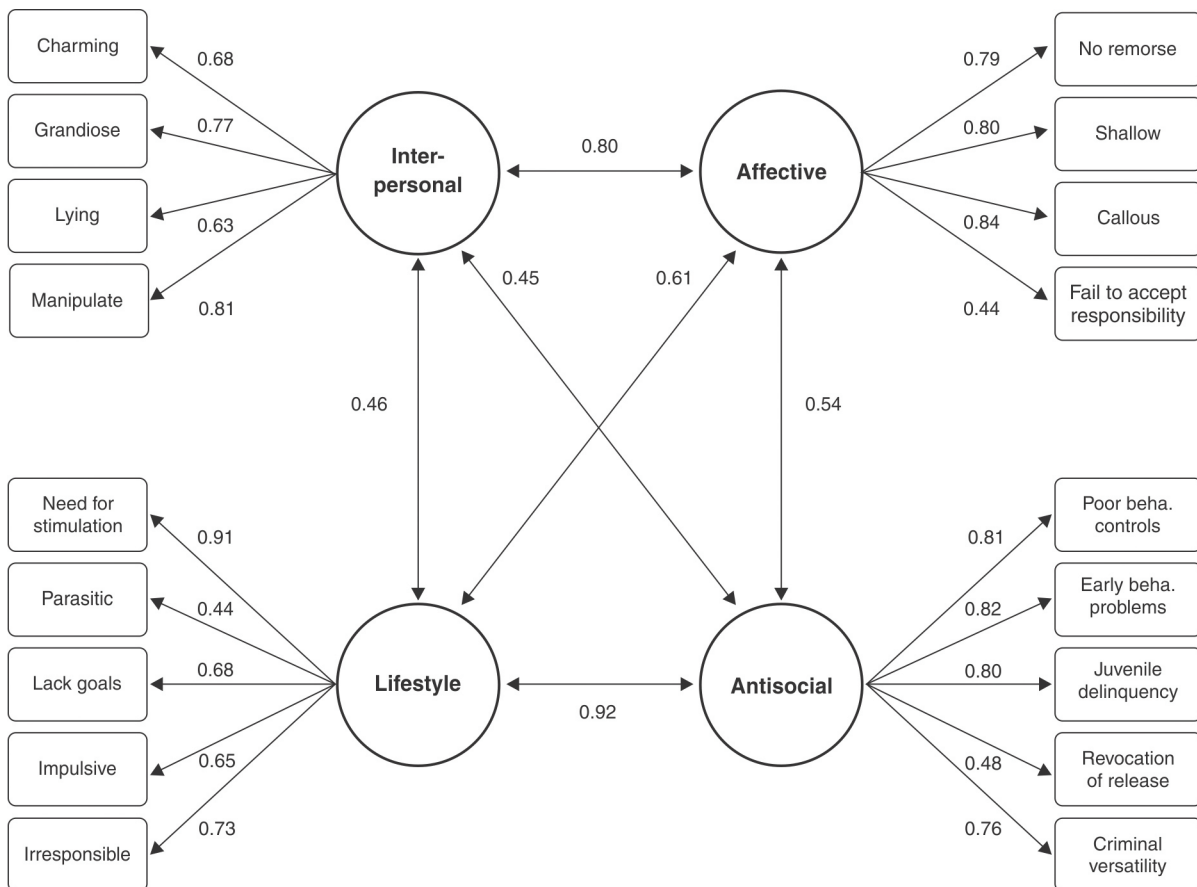 Charming
0.68
Grandiose
0.77
Lying
0.63
Manipulate
0.81
Inter-
personal
0.80
Affective
0.79
No remorse
0.80
Shallow
0.84
Callous
0.44
Fail to accept
responsibility
0.45
0.61
0.46
0.54
Need for
stimulation
0.91
Parasitic
0.44
Lack goals
0.68
Impulsive
0.65
Irresponsible
0.73
Lifestyle
0.92
Antisocial
0.81
Poor beha.
controls
0.82
Early beha.
problems
0.80
Juvenile
delinquency
0.48
Revocation
of release
0.76
Criminal
versatility